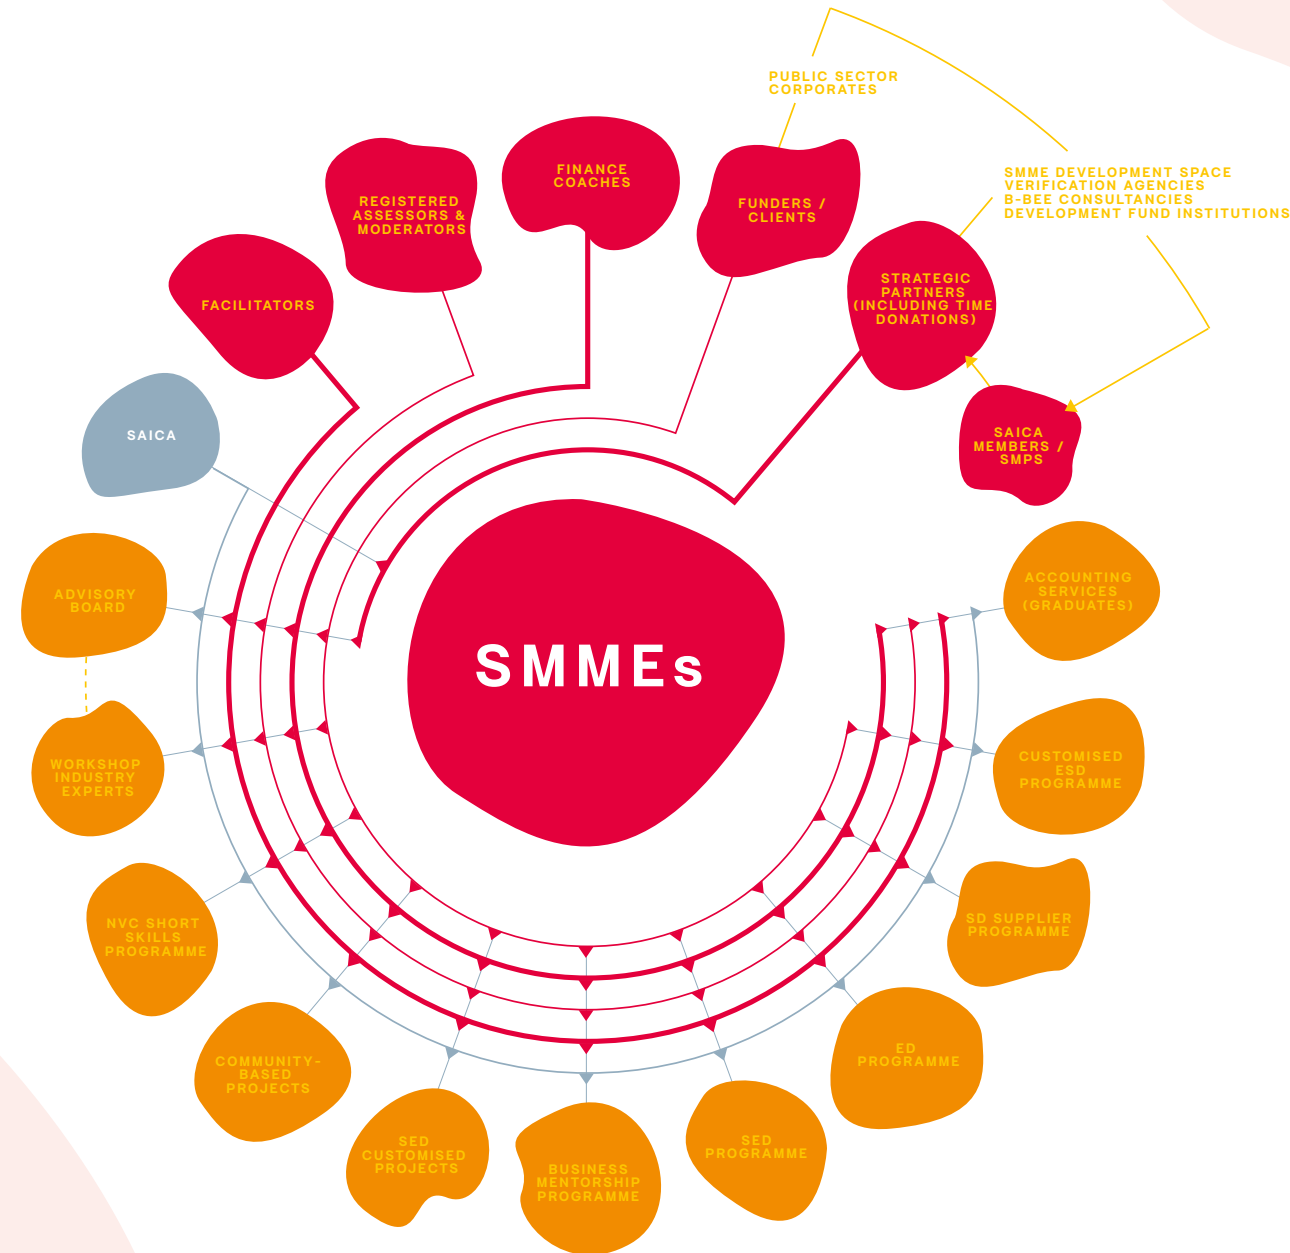 PUBLIC SECTOR
CORPORATES
SMME DEVELOPMENT SPACE
VERIFICATION AGENCIES
B-BEE CONSULTANCIES
DEVELOPMENT FUND INSTITUTIONS
FINANCE
COACHES
REGISTERED
ASSESSORS &
MODERATORS
FUNDERS /
CLIENTS
FACILITATORS
STRATEGIC
PARTNERS
(INCLUDING TIME
DONATIONS)
SAICA
SAICA
MEMBERS /
SMPS
ADVISORY
BOARD
ACCOUNTING
SERVICES
(GRADUATES)
SMMEs
WORKSHOP
INDUSTRY
EXPERTS
CUSTOMISED
ESD
PROGRAMME
NVC SHORT
SKILLS
PROGRAMME
SD SUPPLIER
PROGRAMME
COMMUNITY-
BASED
PROJECTS
ED
PROGRAMME
SED
CUSTOMISED
PROJECTS
BUSINESS
MENTORSHIP
PROGRAMME
SED
PROGRAMME